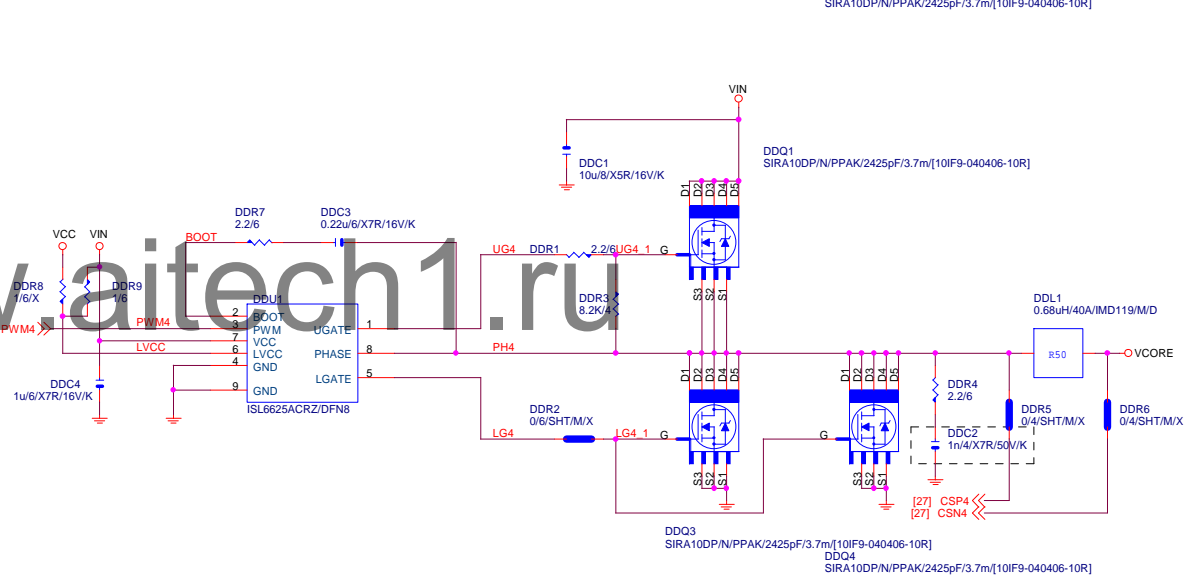 SIRA10DP/N/PPAK/2425pF/3.7m/[10IF9-040406-10R]
VIN
DDC1
10u/8/X5R/16V/K
DDQ1
SIRA10DP/N/PPAK/2425pF/3.7m/[10IF9-040406-10R]
D1
D2
D3
D4
D5
G
S3
S2
S1
VCC
VIN
DDR7
2.2/6
DDC3
0.22u/6/X7R/16V/K
BOOT
DDR8
1/6/X
DDR9
1/6
w.aitech1.ru
UG4
DDR1
2.2/6
UG4_1
DDR3
8.2K/4
DDU1
PWM4
PWM4
LVCC
2
3
7
6
4
9
BOOT
PWM
VCC
LVCC
GND
GND
UGATE
PHASE
LGATE
1
8
5
ISL6625ACRZ/DFN8
DDC4
1u/6/X7R/16V/K
PH4
DDL1
0.68uH/40A/IMD119/M/D
R50
VCORE
D1
D2
D3
D4
D5
G
S3
S2
S1
D1
D2
D3
D4
D5
G
S3
S2
S1
DDR2
0/6/SHT/M/X
LG4
LG4_1
DDR4
2.2/6
DDC2
1n/4/X7R/50V/K
DDR5
0/4/SHT/M/X
DDR6
0/4/SHT/M/X
[27] CSP4
[27] CSN4
DDQ3
SIRA10DP/N/PPAK/2425pF/3.7m/[10IF9-040406-10R]
DDQ4
SIRA10DP/N/PPAK/2425pF/3.7m/[10IF9-040406-10R]